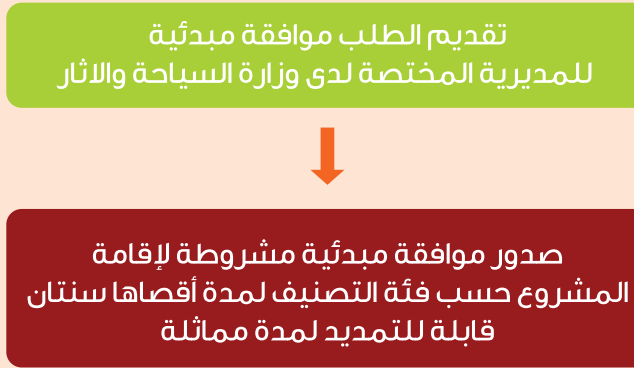 تقديم الطلب موافقة مبدئية
للمديرية المختصة لدى وزارة السياحة والاثار
صدور موافقة مبدئية مشروطة لإقامة
المشروع حسب فئة التصنيف لمدة أقصاها سنتان
قابلة للتمديد لمدة مماثلة